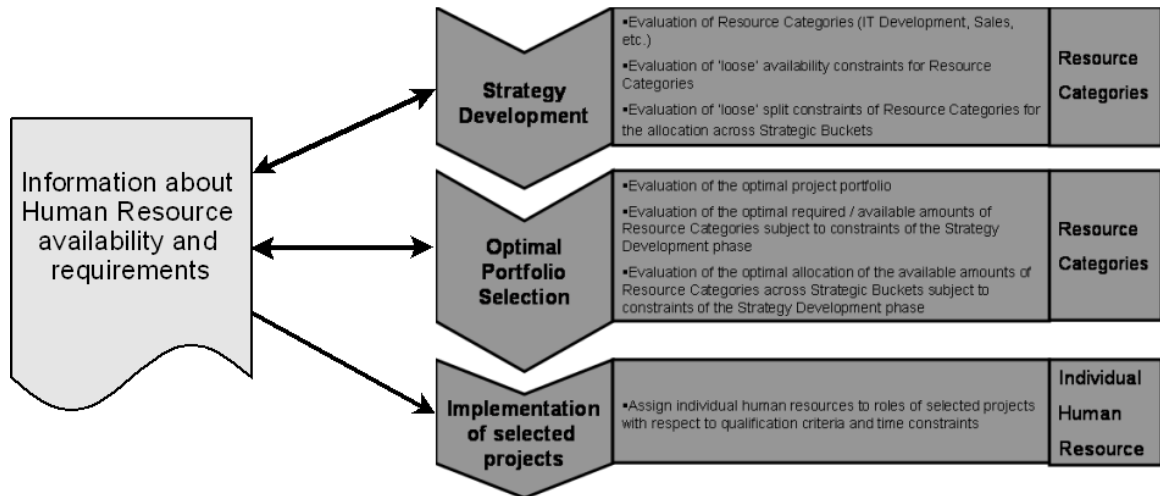 Information about
Human Resource
availability and
requirements
Strategy
Development
▪Evaluation of Resource Categories (IT Development, Sales,
etc.)
▪Evaluation of 'loose' availability constraints for Resource
Categories
▪Evaluation of 'loose' split constraints of Resource Categories for
the allocation across Strategic Buckets
Resource
Categories
Optimal
Portfolio
Selection
▪Evaluation of the optimal project portfolio
▪Evaluation of the optimal required / available amounts of
Resource Categories subject to constraints of the Strategy
Development phase
▪Evaluation of the optimal allocation of the available amounts of
Resource Categories across Strategic Buckets subject to
constraints of the Strategy Development phase
Resource
Categories
Implementation
of selected
projects
▪Assign individual human resources to roles of selected projects
with respect to qualification criteria and time constraints
Individual
Human
Resource